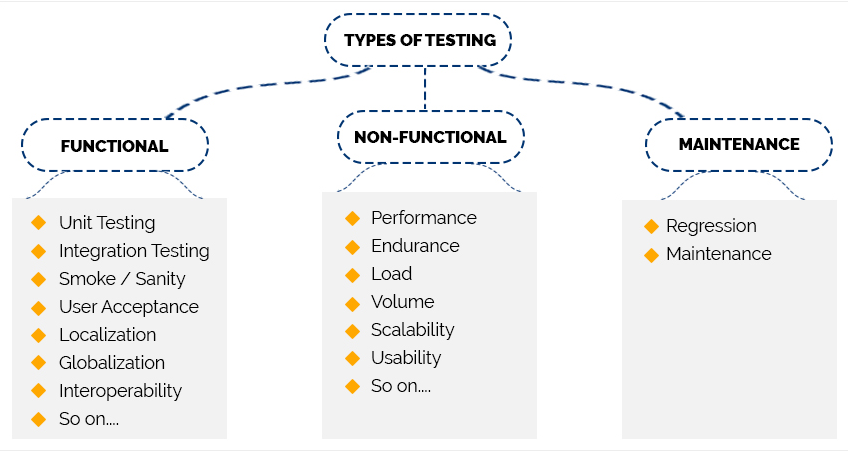 TYPES OF TESTING
FUNCTIONAL
Unit Testing
Integration Testing
Smoke / Sanity
User Acceptance
Localization
Globalization
Interoperability
So on....
NON-FUNCTIONAL
Performance
Endurance
Load
Volume
Scalability
Usability
So on....
MAINTENANCE
Regression
Maintenance